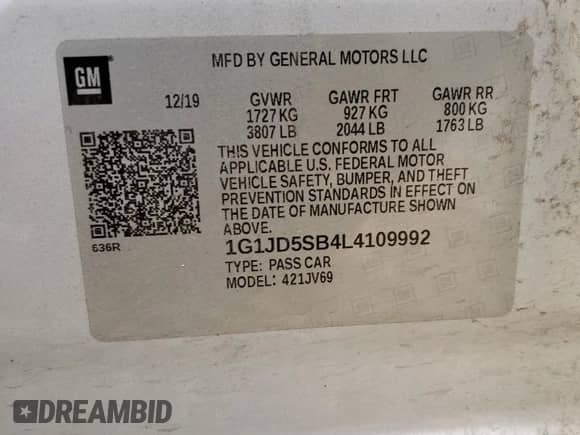 GM
MFD BY GENERAL MOTORS LLC
12/19 GVWR GAWR FRT GAWR RR
1727 KG 927 KG 800 KG
3807 LB 2044 LB 1763 LB
THIS VEHICLE CONFORMS TO ALL
APPLICABLE U.S. FEDERAL MOTOR
VEHICLE SAFETY, BUMPER, AND THEFT
PREVENTION STANDARDS IN EFFECT ON
THE DATE OF MANUFACTURE SHOWN
ABOVE.
636R 1G1JD5SB4L4109992
TYPE: PASS CAR
MODEL: 421JV69
DREAMBID